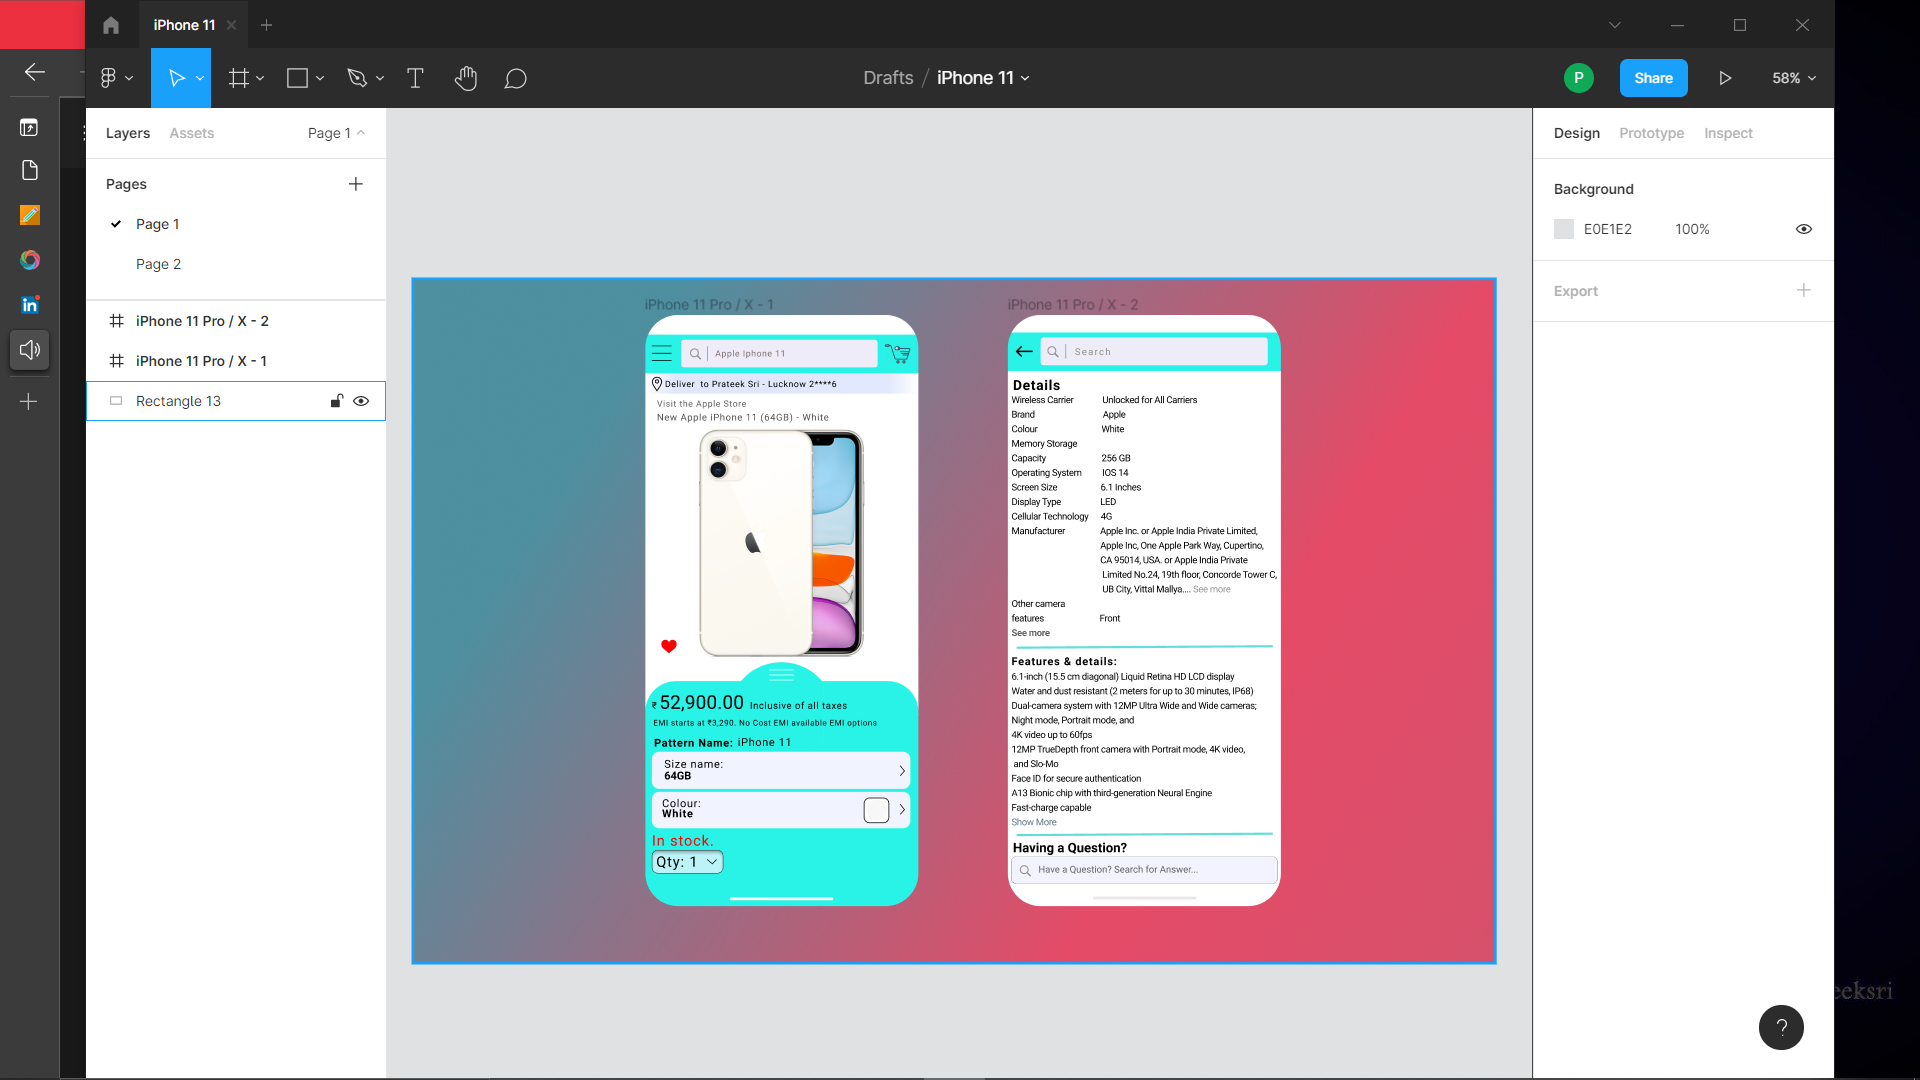 iPhone 11
Drafts / iPhone 11
P
Share
58%
Layers
Assets
Page 1
Design
Prototype
Inspect
Pages
Page 1
Page 2
Background
E0E1E2
100%
Export
iPhone 11 Pro / X - 2
iPhone 11 Pro / X - 1
Rectangle 13
in
iPhone 11 Pro / X - 1
Apple Iphone 11
Deliver to Prateek Sri - Lucknow 2****6
Visit the Apple Store
New Apple iPhone 11 (64GB) - White
₹ 52,900.00 Inclusive of all taxes
EMI starts at ₹3,290. No Cost EMI available EMI options
Pattern Name: iPhone 11
Size name:
64GB
Colour:
White
In stock.
Qty: 1
iPhone 11 Pro / X - 2
Search
Details
Wireless Carrier Unlocked for All Carriers
Brand Apple
Colour White
Memory Storage
Capacity 256 GB
Operating System IOS 14
Screen Size 6.1 Inches
Display Type LED
Cellular Technology 4G
Manufacturer Apple Inc. or Apple India Private Limited,
Apple Inc, One Apple Park Way, Cupertino,
CA 95014, USA. or Apple India Private
Limited No.24, 19th floor, Concorde Tower C,
UB City, Vittal Mallya.... See more
Other camera
features Front
See more
Features & details:
6.1-inch (15.5 cm diagonal) Liquid Retina HD LCD display
Water and dust resistant (2 meters for up to 30 minutes, IP68)
Dual-camera system with 12MP Ultra Wide and Wide cameras;
Night mode, Portrait mode, and
4K video up to 60fps
12MP TrueDepth front camera with Portrait mode, 4K video,
and Slo-Mo
Face ID for secure authentication
A13 Bionic chip with third-generation Neural Engine
Fast-charge capable
Show More
Having a Question?
Have a Question? Search for Answer...
eeksri
?